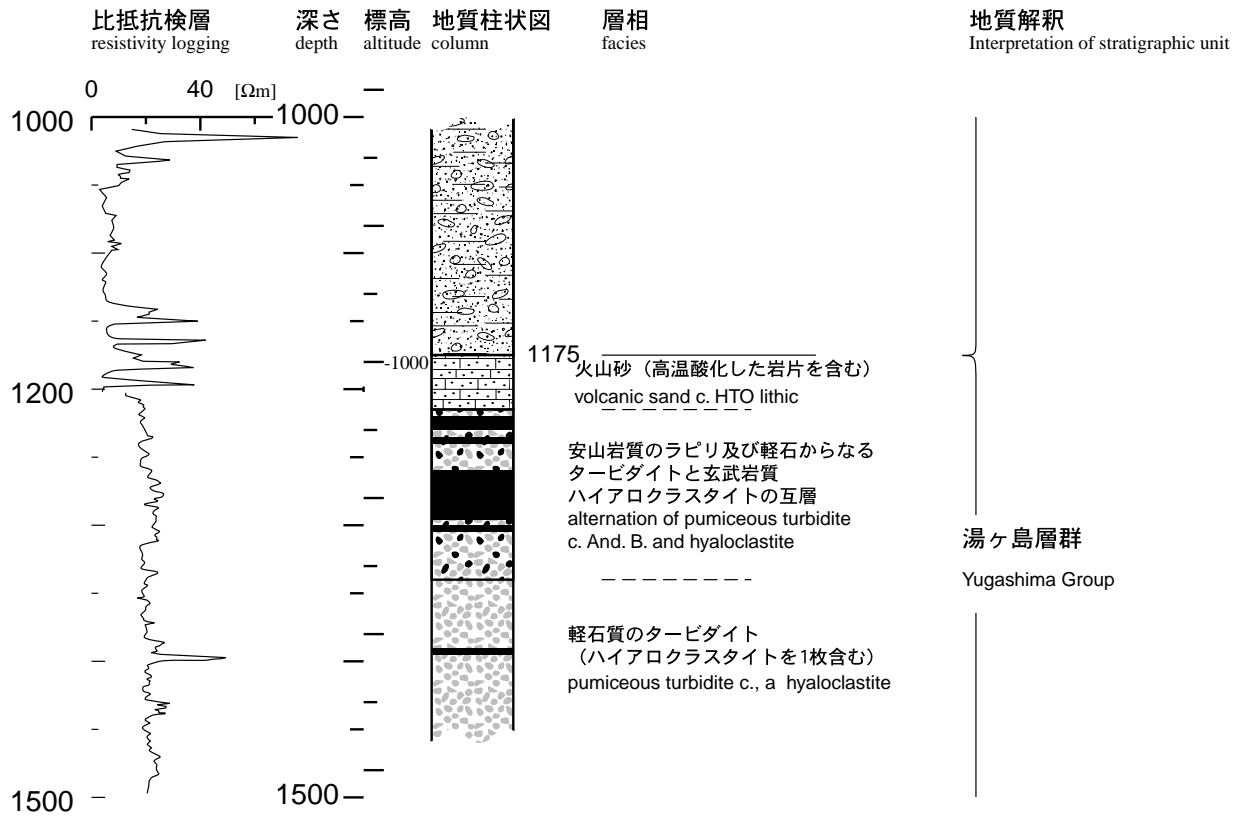 比抵抗検層
resistivity logging
深さ
depth
標高
altitude
地質柱状図
column
層相
facies
地質解釈
Interpretation of stratigraphic unit
0
40
[Ωm]
1000
1000
1175
-1000
火山砂（高温酸化した岩片を含む）
volcanic sand c. HTO lithic
1200
安山岩質のラピリ及び軽石からなる
タービダイトと玄武岩質
ハイアロクラスタイトの互層
alternation of pumiceous turbidite
c. And. B. and hyaloclastite
湯ヶ島層群
Yugashima Group
軽石質のタービダイト
（ハイアロクラスタイトを1枚含む）
pumiceous turbidite c., a hyaloclastite
1500
1500